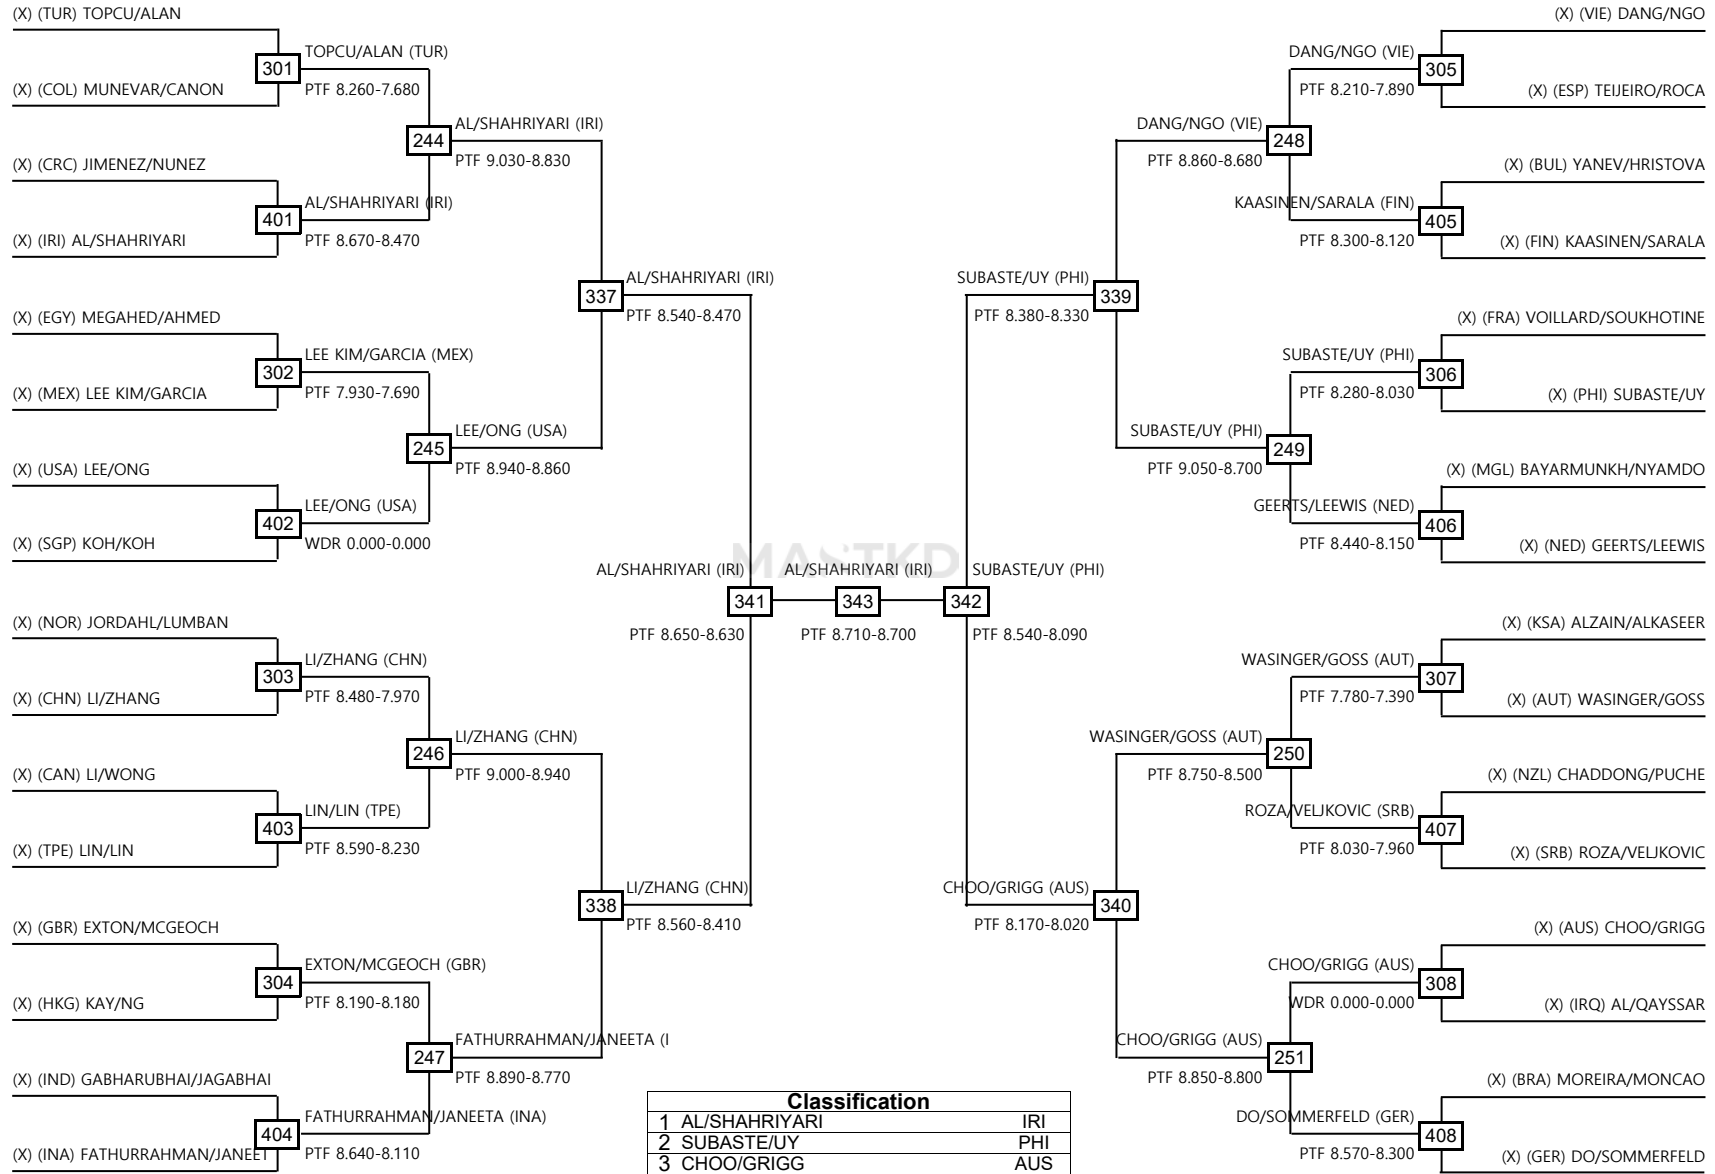 (X) (TUR) TOPCU/ALAN
301
TOPCU/ALAN (TUR)
PTF 8.260-7.680
(X) (COL) MUNEVAR/CANON
244
AL/SHAHRIYARI (IRI)
PTF 9.030-8.830
(X) (CRC) JIMENEZ/NUNEZ
401
AL/SHAHRIYARI (IRI)
PTF 8.670-8.470
(X) (IRI) AL/SHAHRIYARI
337
AL/SHAHRIYARI (IRI)
PTF 8.540-8.470
(X) (EGY) MEGAHED/AHMED
302
LEE KIM/GARCIA (MEX)
PTF 7.930-7.690
(X) (MEX) LEE KIM/GARCIA
245
LEE/ONG (USA)
PTF 8.940-8.860
(X) (USA) LEE/ONG
402
LEE/ONG (USA)
WDR 0.000-0.000
(X) (SGP) KOH/KOH
MASTKD
AL/SHAHRIYARI (IRI)
341
PTF 8.650-8.630
AL/SHAHRIYARI (IRI)
343
PTF 8.710-8.700
SUBASTE/UY (PHI)
342
PTF 8.540-8.090
(X) (NOR) JORDAHL/LUMBAN
303
LI/ZHANG (CHN)
PTF 8.480-7.970
(X) (CHN) LI/ZHANG
246
LI/ZHANG (CHN)
PTF 9.000-8.940
(X) (CAN) LI/WONG
403
LIN/LIN (TPE)
PTF 8.590-8.230
(X) (TPE) LIN/LIN
338
LI/ZHANG (CHN)
PTF 8.560-8.410
(X) (GBR) EXTON/MCGEOCH
304
EXTON/MCGEOCH (GBR)
PTF 8.190-8.180
(X) (HKG) KAY/NG
247
FATHURRAHMAN/JANEETA (I
PTF 8.890-8.770
(X) (IND) GABHARUBHAI/JAGABHAI
404
FATHURRAHMAN/JANEETA (INA)
PTF 8.640-8.110
(X) (INA) FATHURRAHMAN/JANEET
(X) (VIE) DANG/NGO
DANG/NGO (VIE)
305
PTF 8.210-7.890
(X) (ESP) TEIJEIRO/ROCA
DANG/NGO (VIE)
248
PTF 8.860-8.680
(X) (BUL) YANEV/HRISTOVA
KAASINEN/SARALA (FIN)
405
PTF 8.300-8.120
(X) (FIN) KAASINEN/SARALA
SUBASTE/UY (PHI)
339
PTF 8.380-8.330
(X) (FRA) VOILLARD/SOUKHOTINE
SUBASTE/UY (PHI)
306
PTF 8.280-8.030
(X) (PHI) SUBASTE/UY
SUBASTE/UY (PHI)
249
PTF 9.050-8.700
(X) (MGL) BAYARMUNKH/NYAMDO
GEERTS/LEEWIS (NED)
406
PTF 8.440-8.150
(X) (NED) GEERTS/LEEWIS
(X) (KSA) ALZAIN/ALKASEER
WASINGER/GOSS (AUT)
307
PTF 7.780-7.390
(X) (AUT) WASINGER/GOSS
WASINGER/GOSS (AUT)
250
PTF 8.750-8.500
(X) (NZL) CHADDONG/PUCHE
ROZA/VELJKOVIC (SRB)
407
PTF 8.030-7.960
(X) (SRB) ROZA/VELJKOVIC
CHOO/GRIGG (AUS)
340
PTF 8.170-8.020
(X) (AUS) CHOO/GRIGG
CHOO/GRIGG (AUS)
308
WDR 0.000-0.000
(X) (IRQ) AL/QAYSSAR
CHOO/GRIGG (AUS)
251
PTF 8.850-8.800
(X) (BRA) MOREIRA/MONCAO
DO/SOMMERFELD (GER)
408
PTF 8.570-8.300
(X) (GER) DO/SOMMERFELD
Classification
1 AL/SHAHRIYARI IRI
2 SUBASTE/UY PHI
3 CHOO/GRIGG AUS